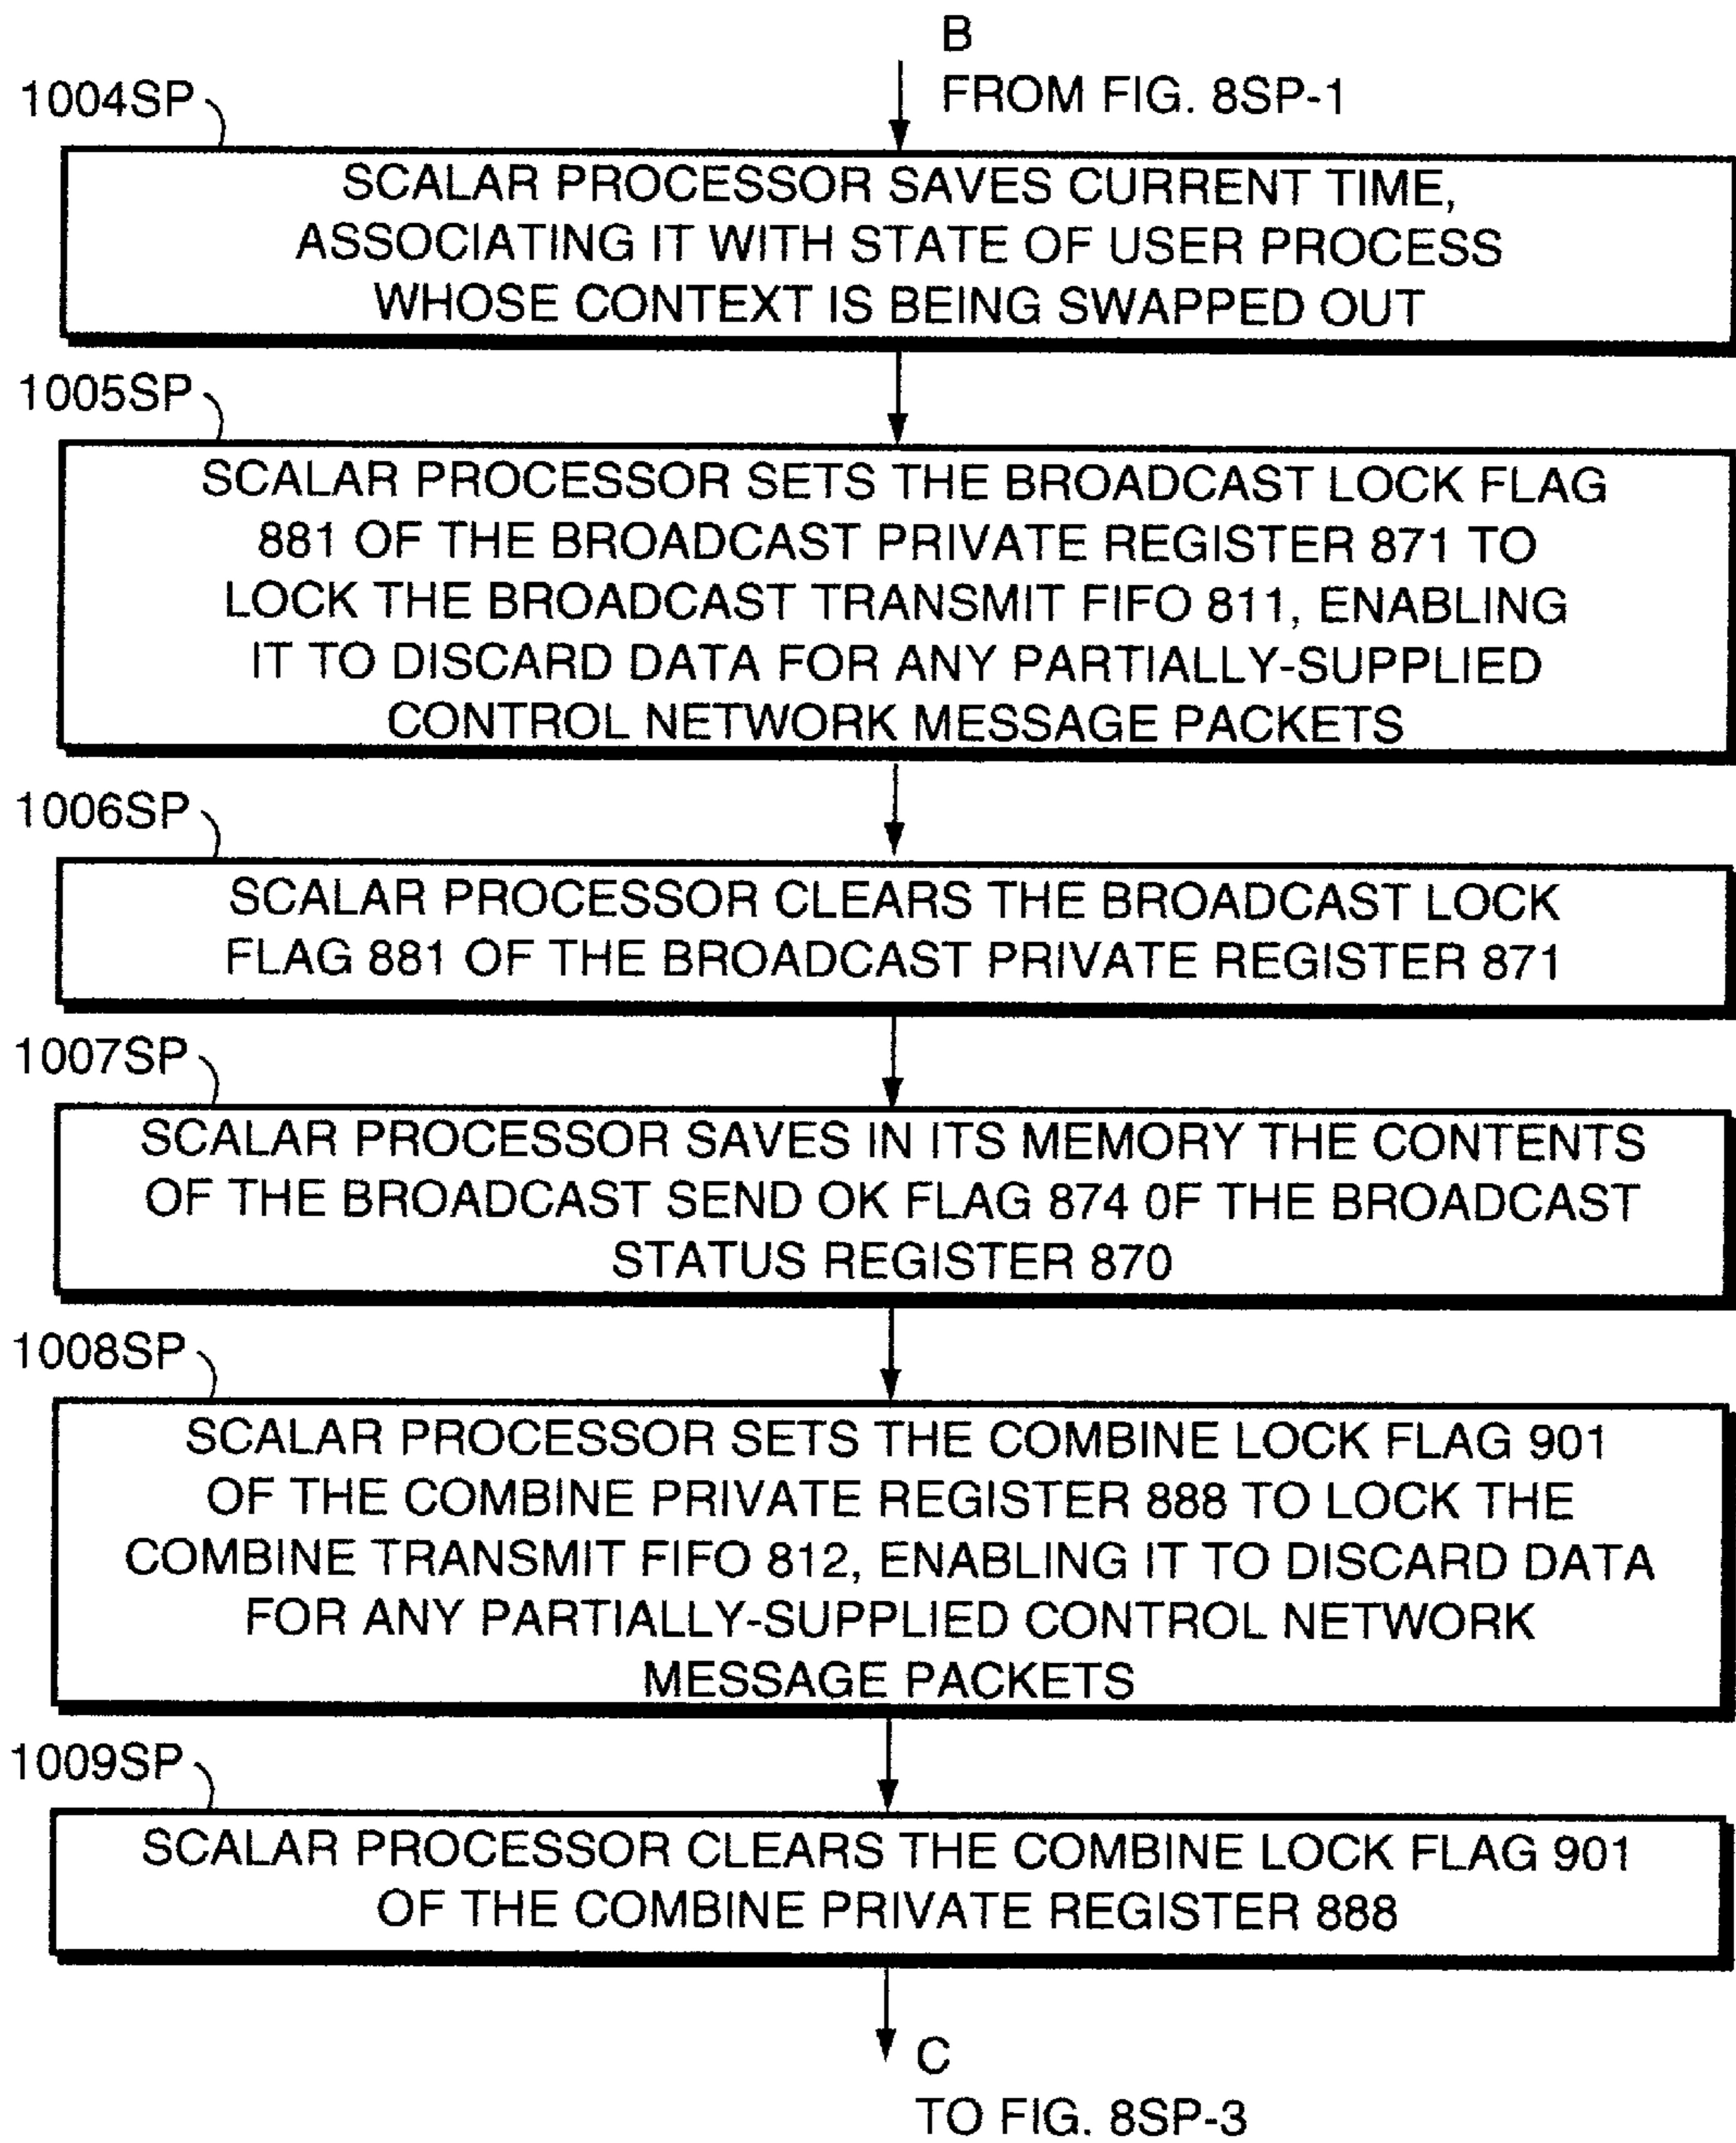 B
FROM FIG. 8SP-1
1004SP
SCALAR PROCESSOR SAVES CURRENT TIME,
ASSOCIATING IT WITH STATE OF USER PROCESS
WHOSE CONTEXT IS BEING SWAPPED OUT
1005SP
SCALAR PROCESSOR SETS THE BROADCAST LOCK FLAG
881 OF THE BROADCAST PRIVATE REGISTER 871 TO
LOCK THE BROADCAST TRANSMIT FIFO 811, ENABLING
IT TO DISCARD DATA FOR ANY PARTIALLY-SUPPLIED
CONTROL NETWORK MESSAGE PACKETS
1006SP
SCALAR PROCESSOR CLEARS THE BROADCAST LOCK
FLAG 881 OF THE BROADCAST PRIVATE REGISTER 871
1007SP
SCALAR PROCESSOR SAVES IN ITS MEMORY THE CONTENTS
OF THE BROADCAST SEND OK FLAG 874 0F THE BROADCAST
STATUS REGISTER 870
1008SP
SCALAR PROCESSOR SETS THE COMBINE LOCK FLAG 901
OF THE COMBINE PRIVATE REGISTER 888 TO LOCK THE
COMBINE TRANSMIT FIFO 812, ENABLING IT TO DISCARD DATA
FOR ANY PARTIALLY-SUPPLIED CONTROL NETWORK
MESSAGE PACKETS
1009SP
SCALAR PROCESSOR CLEARS THE COMBINE LOCK FLAG 901
OF THE COMBINE PRIVATE REGISTER 888
C
TO FIG. 8SP-3